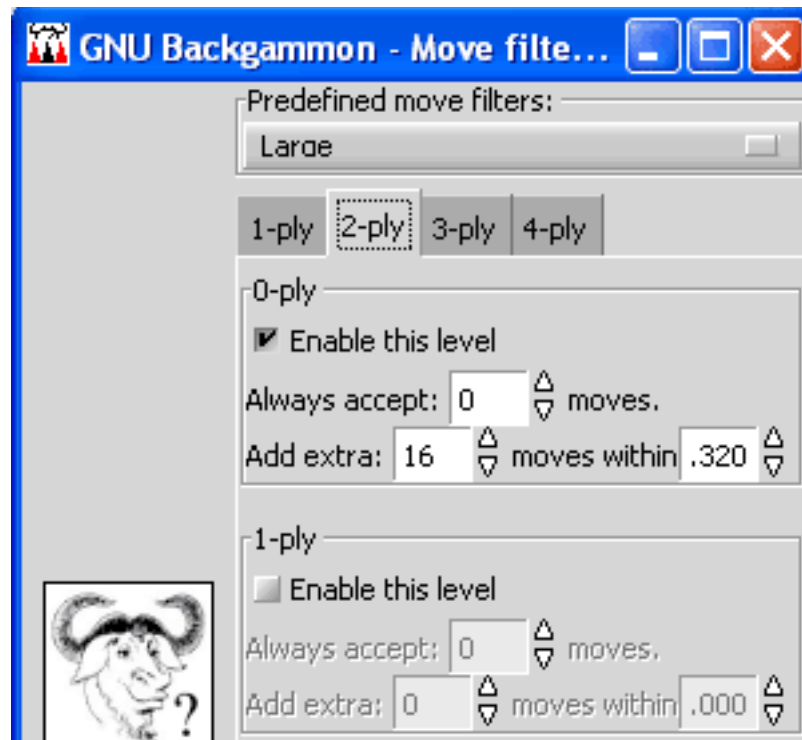 GNU Backgammon - Move filte...
Predefined move filters:
Large
1-ply 2-ply 3-ply 4-ply
0-ply
Enable this level
Always accept: 0 moves.
Add extra: 16 moves within .320
1-ply
Enable this level
Always accept: 0 moves.
Add extra: 0 moves within .000
?